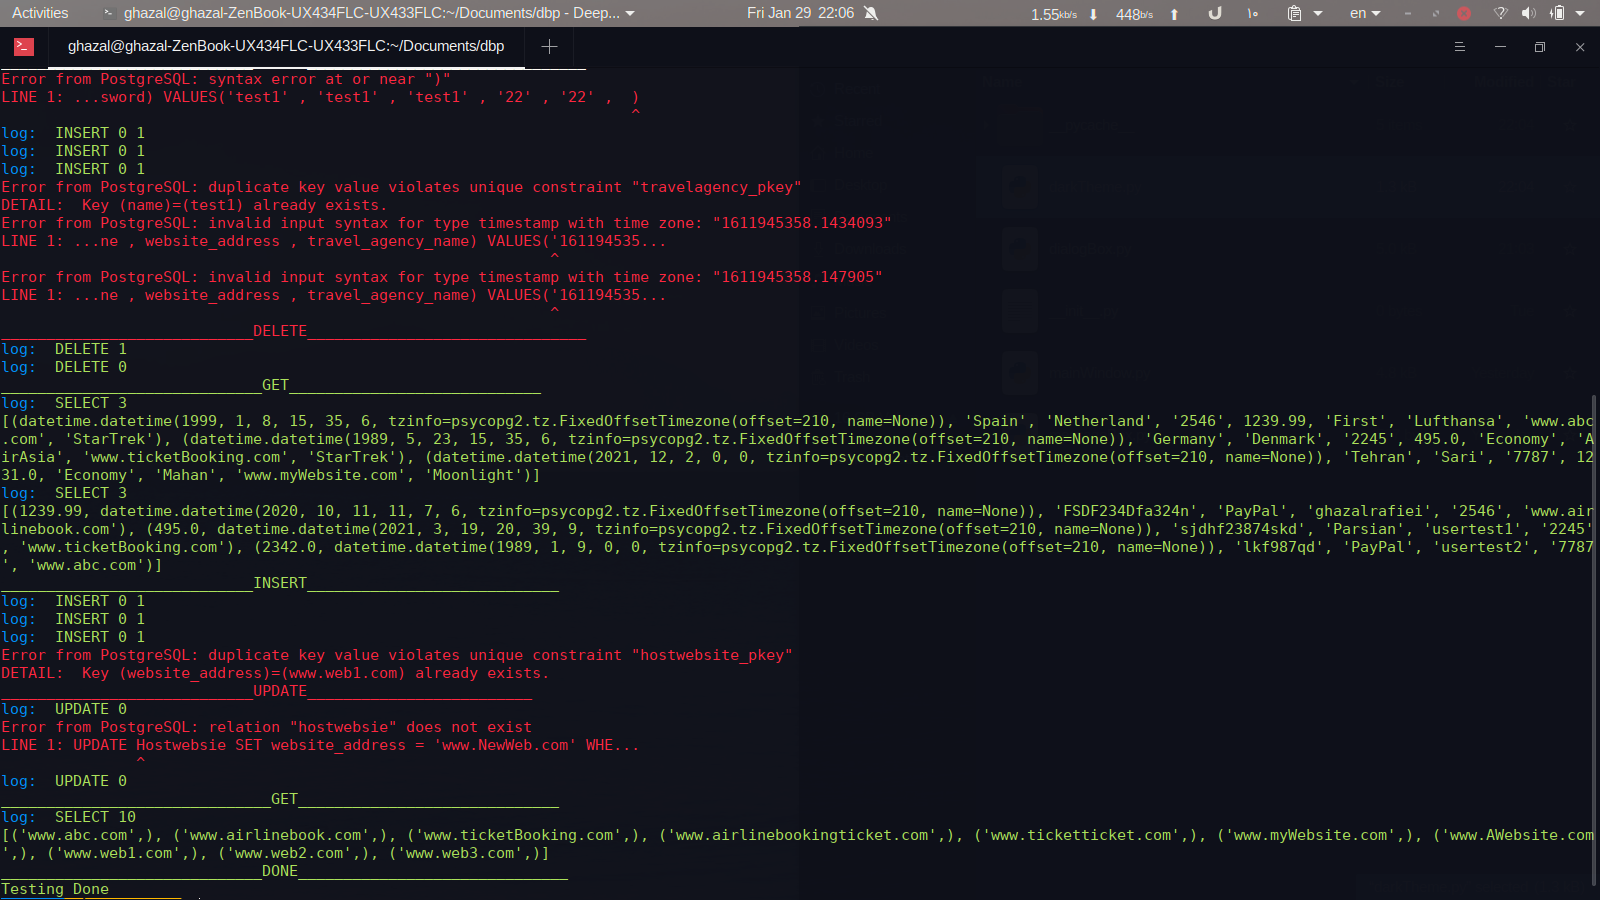 Activities ghazal@ghazal-ZenBook-UX434FLC-UX433FLC:~/Documents/dbp - Deep... Fri Jan 29 22:06 1.55kb/s 448b/s ۱۰ en
ghazal@ghazal-ZenBook-UX434FLC-UX433FLC:~/Documents/dbp
Error from PostgreSQL: syntax error at or near ")"
LINE 1: ...sword) VALUES('test1' , 'test1' , 'test1' , '22' , '22' ,  )
^
log:  INSERT 0 1
log:  INSERT 0 1
log:  INSERT 0 1
Error from PostgreSQL: duplicate key value violates unique constraint "travelagency_pkey"
DETAIL:  Key (name)=(test1) already exists.
Error from PostgreSQL: invalid input syntax for type timestamp with time zone: "1611945358.1434093"
LINE 1: ...ne , website_address , travel_agency_name) VALUES('161194535...
^
Error from PostgreSQL: invalid input syntax for type timestamp with time zone: "1611945358.147905"
LINE 1: ...ne , website_address , travel_agency_name) VALUES('161194535...
^
____________________________DELETE_______________________________
log:  DELETE 1
log:  DELETE 0
_____________________________GET____________________________
log:  SELECT 3
[(datetime.datetime(1999, 1, 8, 15, 35, 6, tzinfo=psycopg2.tz.FixedOffsetTimezone(offset=210, name=None)), 'Spain', 'Netherland', '2546', 1239.99, 'First', 'Lufthansa', 'www.abc
.com', 'StarTrek'), (datetime.datetime(1989, 5, 23, 15, 35, 6, tzinfo=psycopg2.tz.FixedOffsetTimezone(offset=210, name=None)), 'Germany', 'Denmark', '2245', 495.0, 'Economy', 'A
irAsia', 'www.ticketBooking.com', 'StarTrek'), (datetime.datetime(2021, 12, 2, 0, 0, tzinfo=psycopg2.tz.FixedOffsetTimezone(offset=210, name=None)), 'Tehran', 'Sari', '7787', 12
31.0, 'Economy', 'Mahan', 'www.myWebsite.com', 'Moonlight')]
log:  SELECT 3
[(1239.99, datetime.datetime(2020, 10, 11, 11, 7, 6, tzinfo=psycopg2.tz.FixedOffsetTimezone(offset=210, name=None)), 'FSDF234Dfa324n', 'PayPal', 'ghazalrafiei', '2546', 'www.air
linebook.com'), (495.0, datetime.datetime(2021, 3, 19, 20, 39, 9, tzinfo=psycopg2.tz.FixedOffsetTimezone(offset=210, name=None)), 'sjdhf23874skd', 'Parsian', 'usertest1', '2245'
, 'www.ticketBooking.com'), (2342.0, datetime.datetime(1989, 1, 9, 0, 0, tzinfo=psycopg2.tz.FixedOffsetTimezone(offset=210, name=None)), 'lkf987qd', 'PayPal', 'usertest2', '7787
', 'www.abc.com')]
____________________________INSERT____________________________
log:  INSERT 0 1
log:  INSERT 0 1
log:  INSERT 0 1
Error from PostgreSQL: duplicate key value violates unique constraint "hostwebsite_pkey"
DETAIL:  Key (website_address)=(www.web1.com) already exists.
____________________________UPDATE_________________________
log:  UPDATE 0
Error from PostgreSQL: relation "hostwebsie" does not exist
LINE 1: UPDATE Hostwebsie SET website_address = 'www.NewWeb.com' WHE...
^
log:  UPDATE 0
______________________________GET_____________________________
log:  SELECT 10
[('www.abc.com',), ('www.airlinebook.com',), ('www.ticketBooking.com',), ('www.airlinebookingticket.com',), ('www.ticketticket.com',), ('www.myWebsite.com',), ('www.AWebsite.com
',), ('www.web1.com',), ('www.web2.com',), ('www.web3.com',)]
_____________________________DONE______________________________
Testing Done